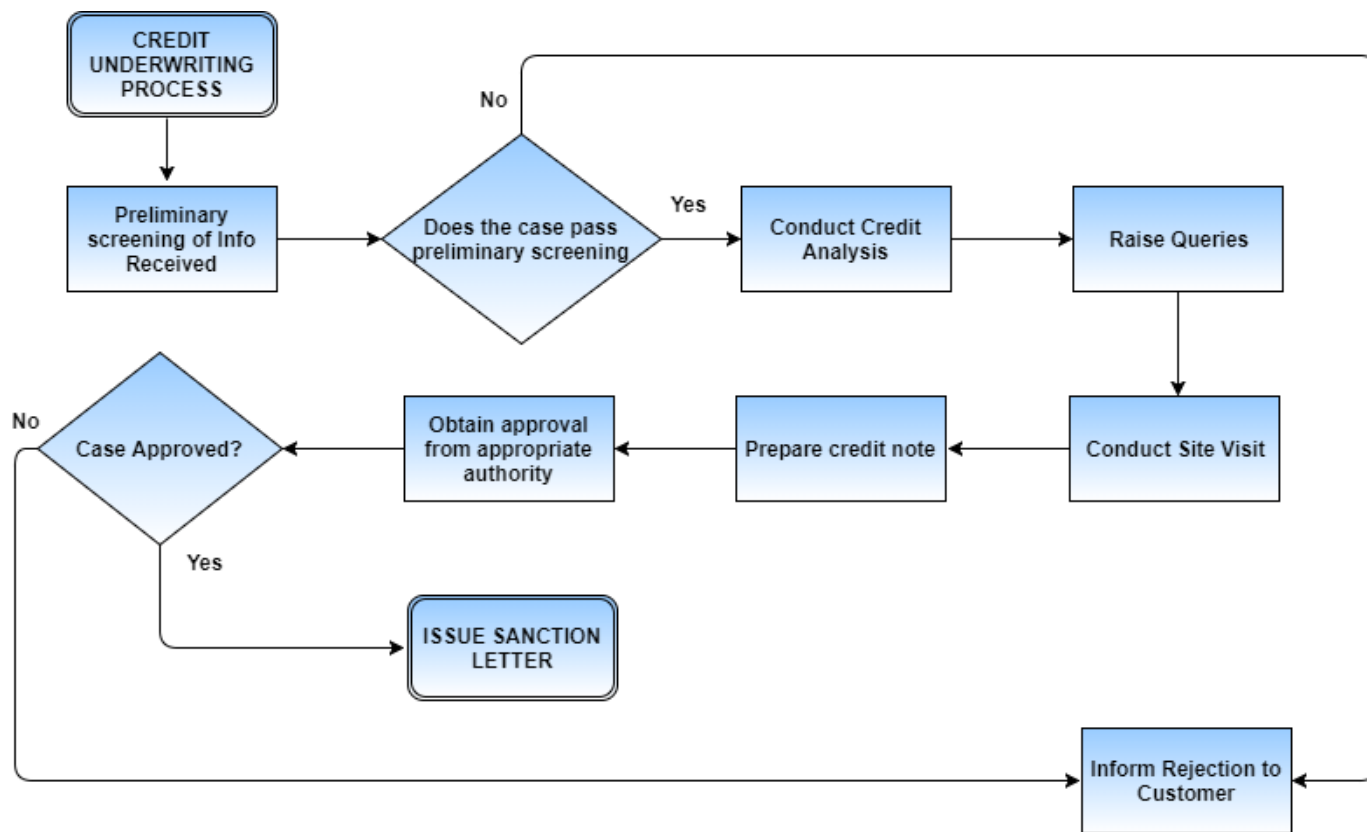 CREDIT
UNDERWRITING
PROCESS
No
Preliminary
screening of Info
Received
Does the case pass
preliminary screening
Yes
Conduct Credit
Analysis
Raise Queries
No
Case Approved?
Obtain approval
from appropriate
authority
Prepare credit note
Conduct Site Visit
Yes
ISSUE SANCTION
LETTER
Inform Rejection to
Customer